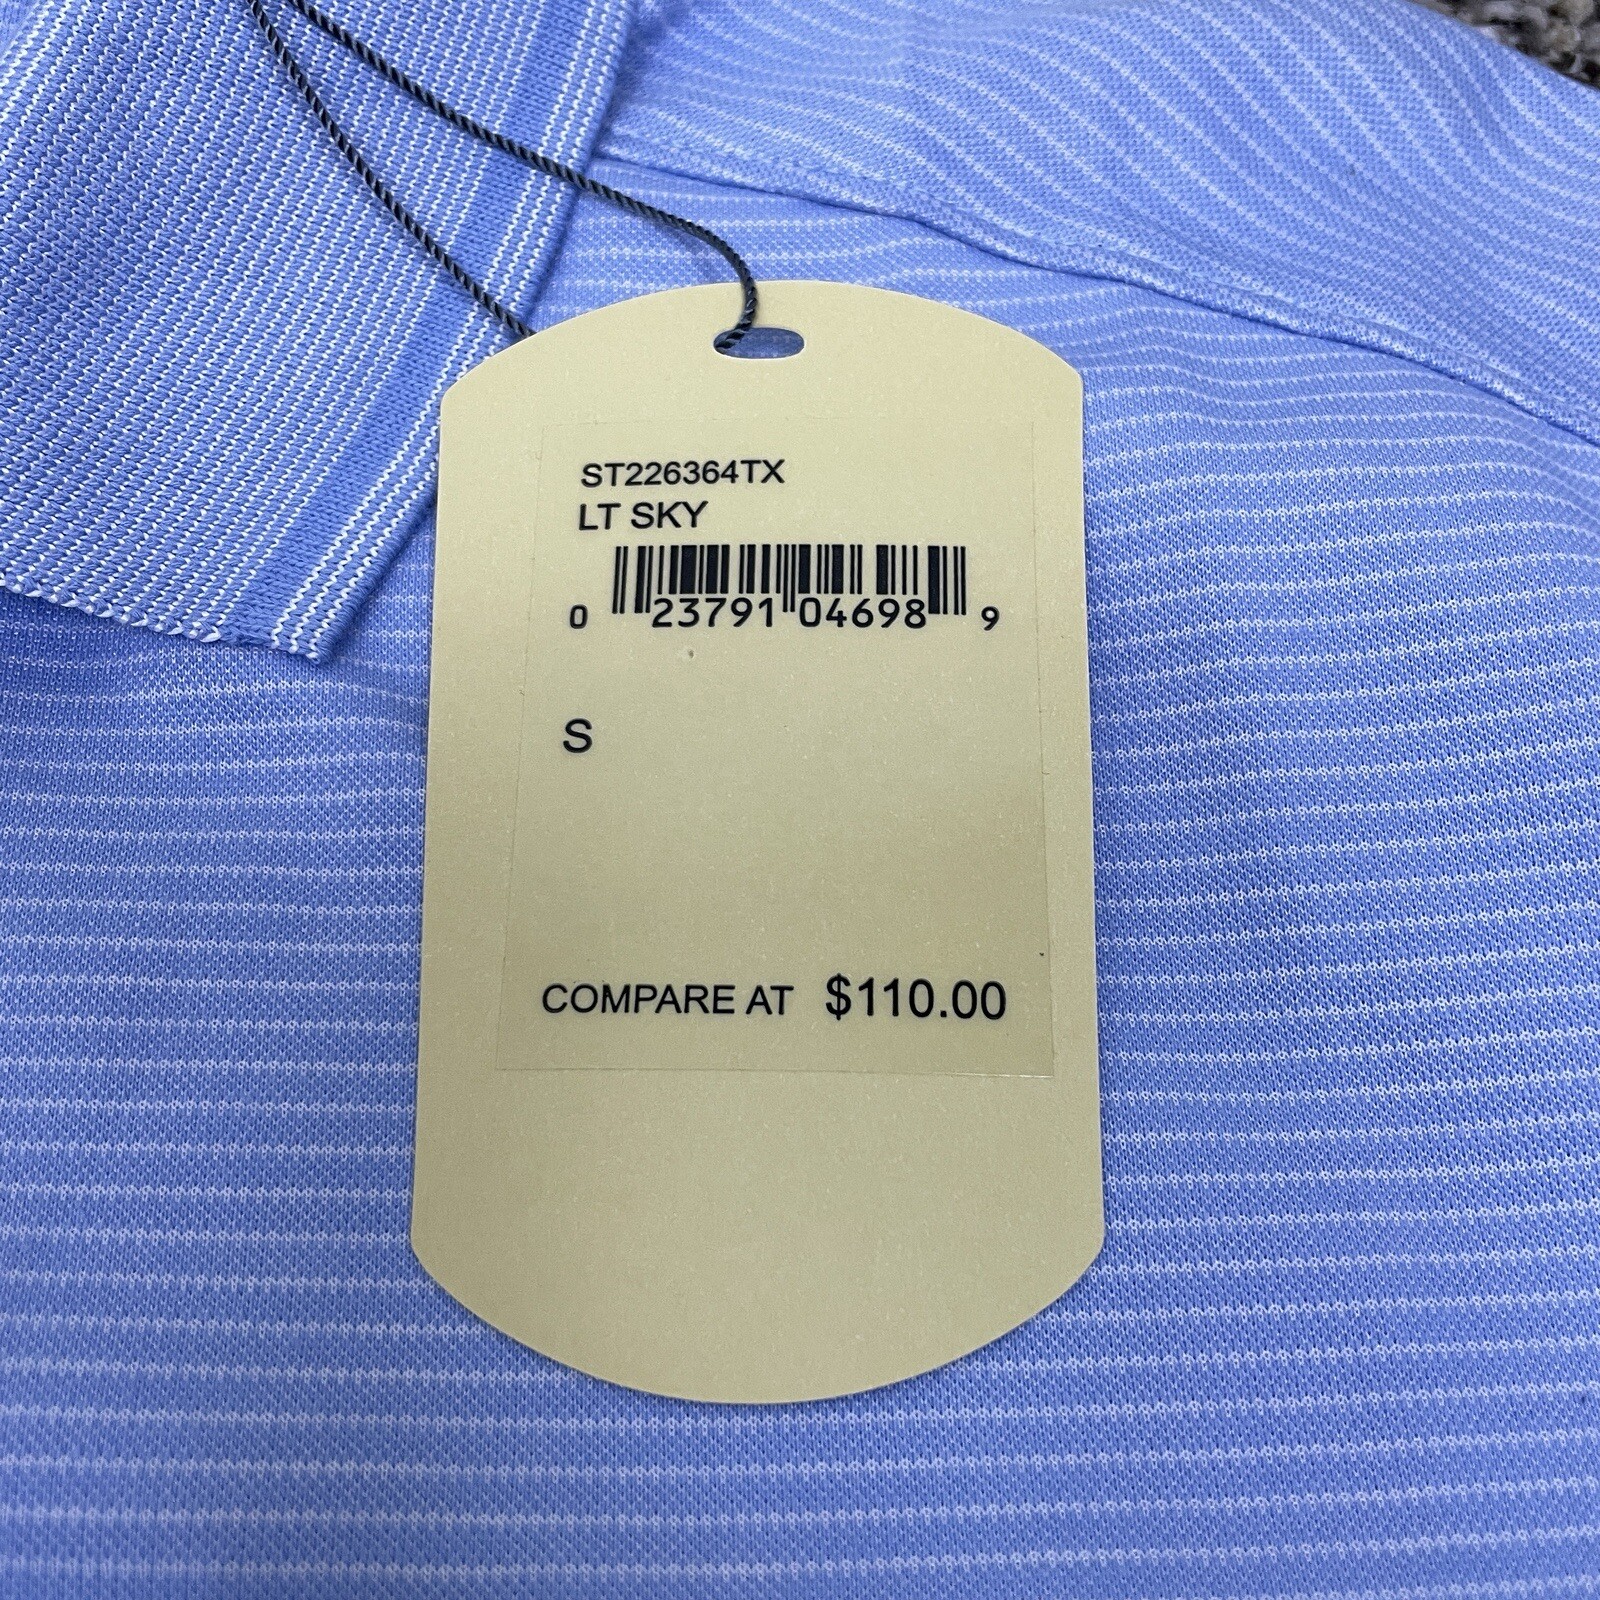 ST226364TX
LT SKY
0 23791 04698 9
S
COMPARE AT $110.00